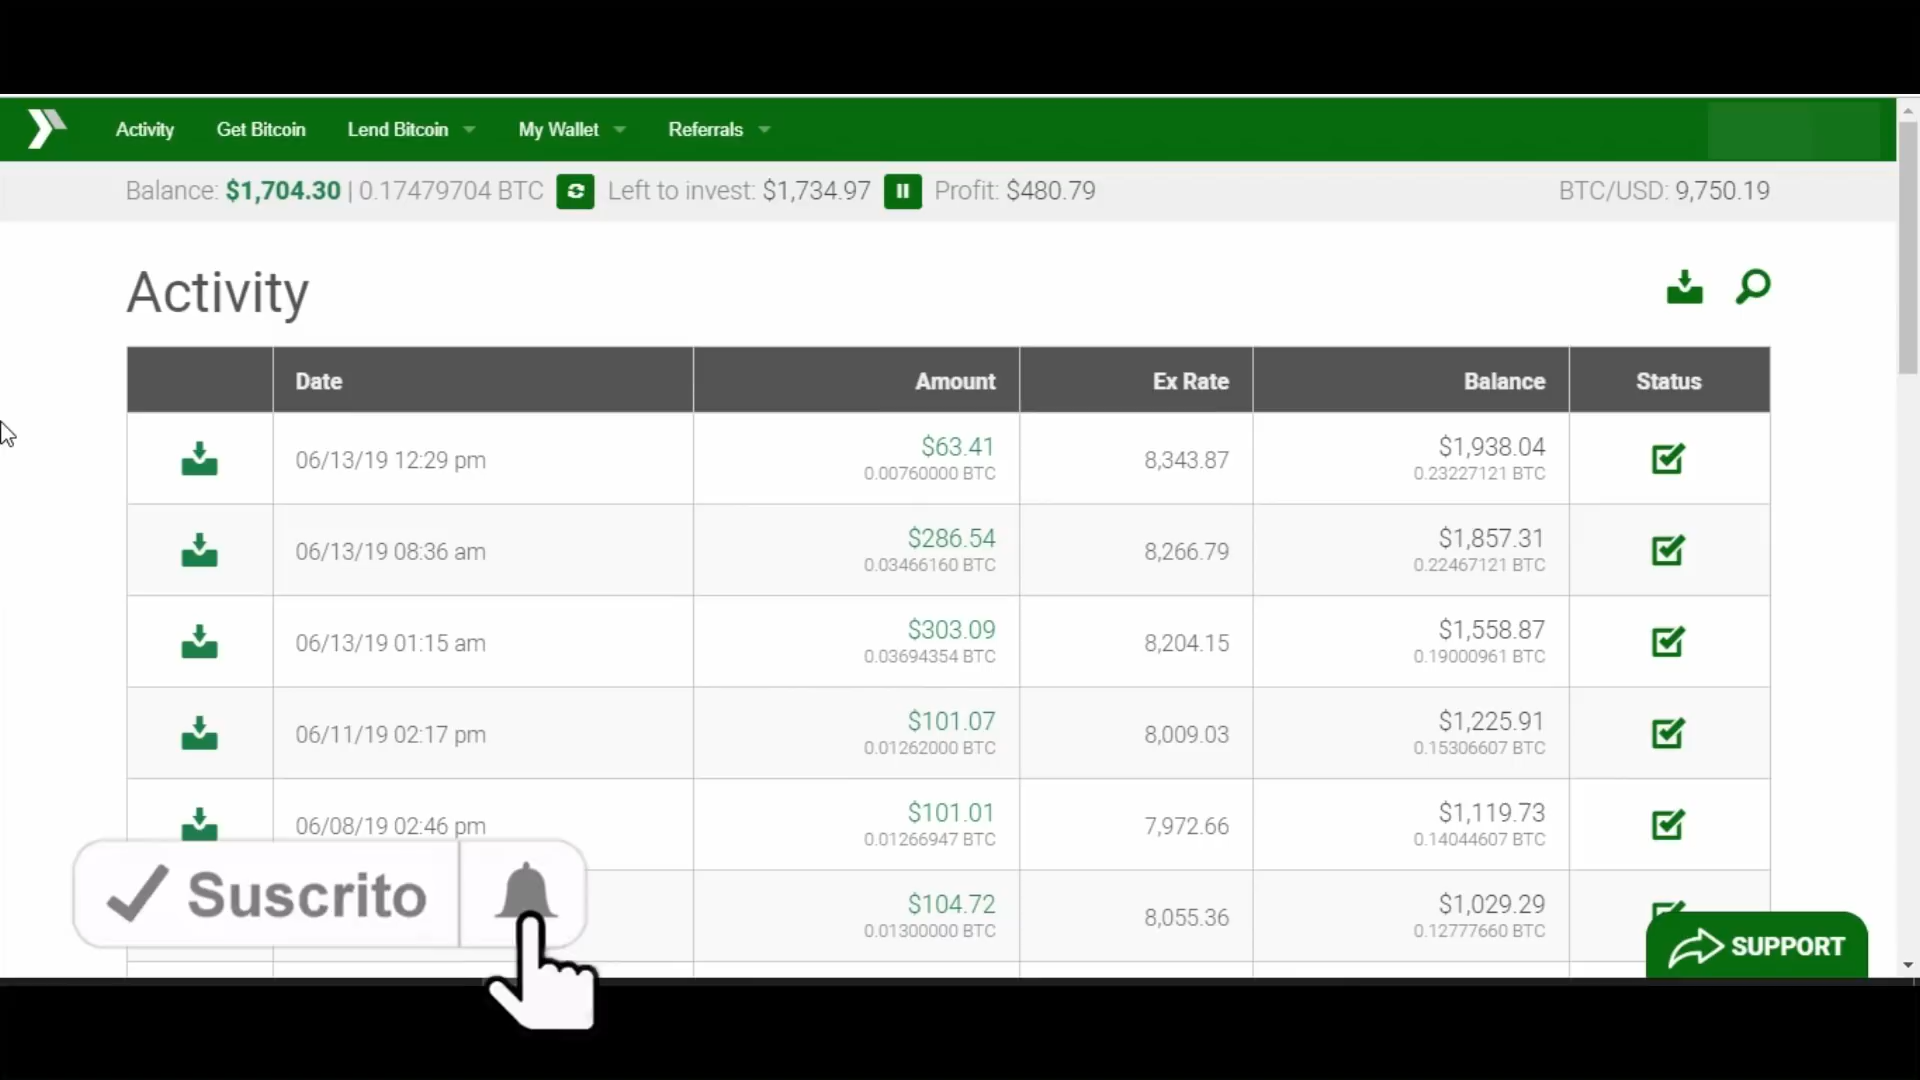 Activity Get Bitcoin Lend Bitcoin My Wallet Referrals
Balance: $1,704.30 | 0.17479704 BTC Left to invest: $1,734.97 Profit: $480.79 BTC/USD: 9,750.19
Activity
Date Amount Ex Rate Balance Status
06/13/19 12:29 pm $63.41 8,343.87 $1,938.04
0.00760000 BTC 0.23227121 BTC
06/13/19 08:36 am $286.54 8,266.79 $1,857.31
0.03466160 BTC 0.22467121 BTC
06/13/19 01:15 am $303.09 8,204.15 $1,558.87
0.03694354 BTC 0.19000961 BTC
06/11/19 02:17 pm $101.07 8,009.03 $1,225.91
0.01262000 BTC 0.15306607 BTC
06/08/19 02:46 pm $101.01 7,972.66 $1,119.73
0.01266947 BTC 0.14044607 BTC
$104.72 8,055.36 $1,029.29
0.01300000 BTC 0.12777660 BTC
Suscrito
SUPPORT